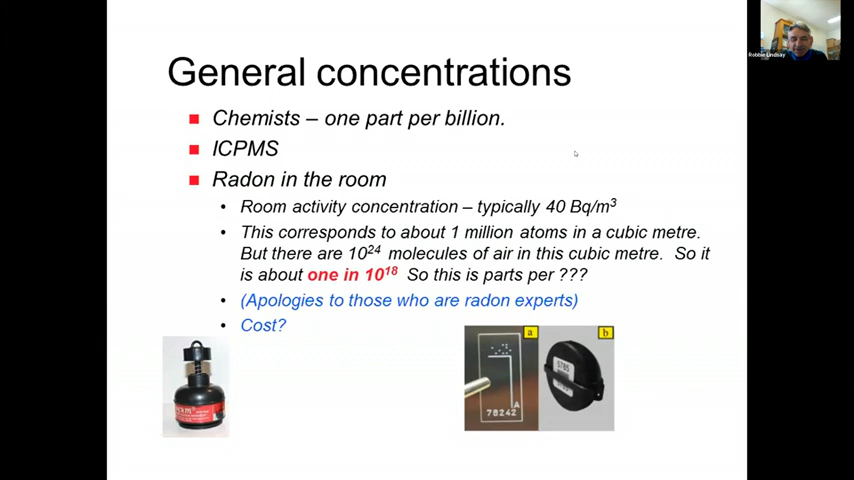 Robbie Lindsay
General concentrations
Chemists – one part per billion.
ICPMS
Radon in the room
Room activity concentration – typically 40 Bq/m³
This corresponds to about 1 million atoms in a cubic metre.
But there are 10²⁴ molecules of air in this cubic metre. So it
is about one in 10¹⁸ So this is parts per ???
(Apologies to those who are radon experts)
Cost?
a
b
A
78242